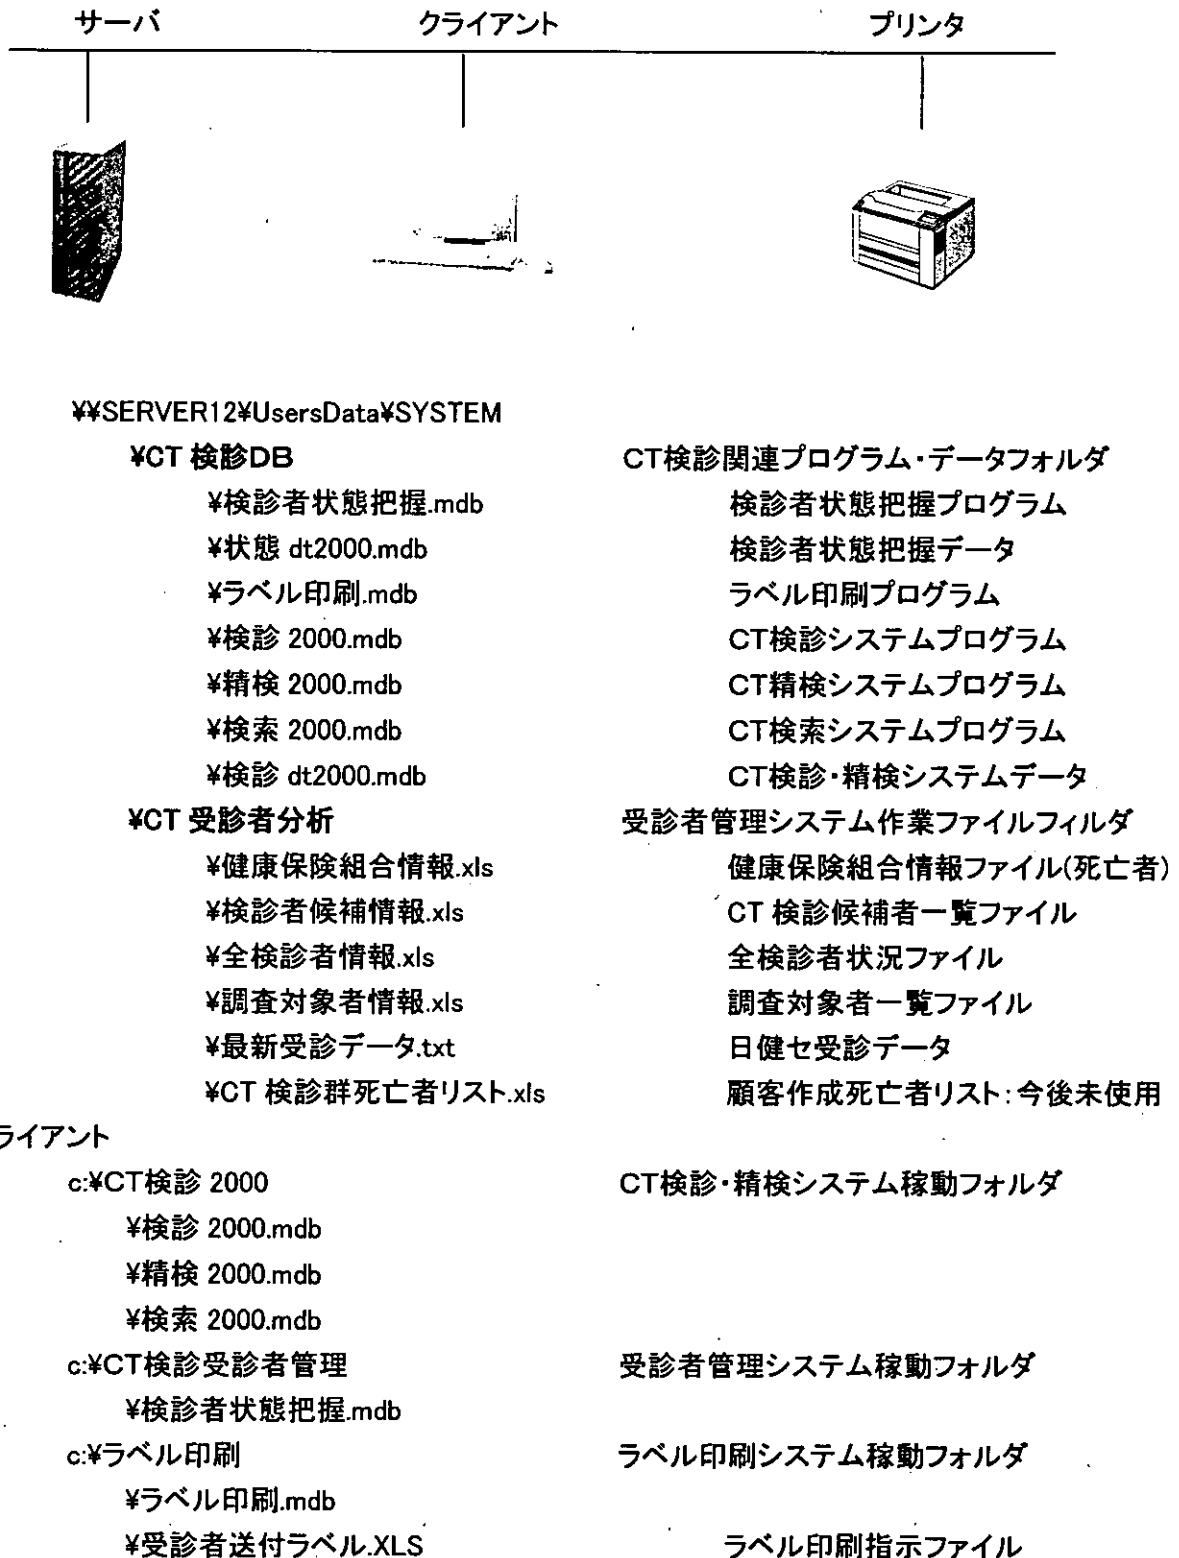 サーバ クライアント プリンタ
¥¥SERVER12¥UsersData¥SYSTEM
¥CT 検診DB CT検診関連プログラム・データフォルダ
¥検診者状態把握.mdb 検診者状態把握プログラム
¥状態 dt2000.mdb 検診者状態把握データ
¥ラベル印刷.mdb ラベル印刷プログラム
¥検診 2000.mdb CT検診システムプログラム
¥精検 2000.mdb CT精検システムプログラム
¥検索 2000.mdb CT検索システムプログラム
¥検診 dt2000.mdb CT検診・精検システムデータ
¥CT 受診者分析 受診者管理システム作業ファイルフィルダ
¥健康保険組合情報.xls 健康保険組合情報ファイル(死亡者)
¥検診者候補情報.xls CT 検診候補者一覧ファイル
¥全検診者情報.xls 全検診者状況ファイル
¥調査対象者情報.xls 調査対象者一覧ファイル
¥最新受診データ.txt 日健セ受診データ
¥CT 検診群死亡者リスト.xls 顧客作成死亡者リスト:今後未使用
ライアント
c:¥CT検診 2000 CT検診・精検システム稼動フォルダ
¥検診 2000.mdb
¥精検 2000.mdb
¥検索 2000.mdb
c:¥CT検診受診者管理 受診者管理システム稼動フォルダ
¥検診者状態把握.mdb
c:¥ラベル印刷 ラベル印刷システム稼動フォルダ
¥ラベル印刷.mdb
¥受診者送付ラベル.XLS ラベル印刷指示ファイル